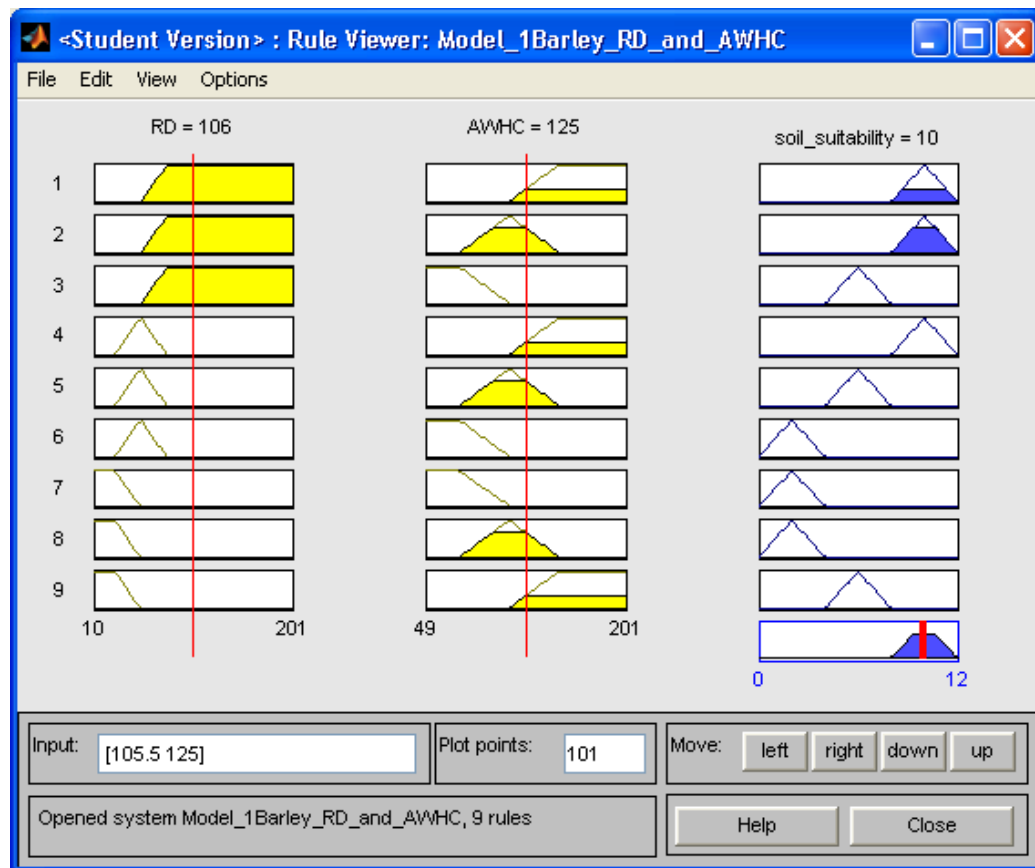 <Student Version> : Rule Viewer: Model_1Barley_RD_and_AWHC
File Edit View Options
RD = 106 AWHC = 125 soil_suitability = 10
1
2
3
4
5
6
7
8
9
10 201 49 201
0 12
Input: [105.5 125] Plot points: 101 Move: left right down up
Opened system Model_1Barley_RD_and_AWHC, 9 rules Help Close